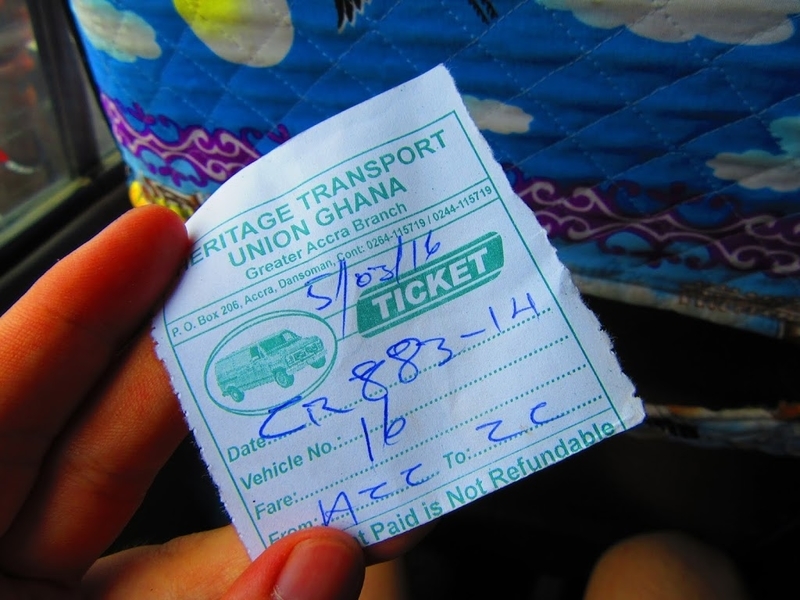 ERITAGE TRANSPORT
UNION GHANA
Greater Accra Branch
P. O. Box 206, Accra, Dansoman, Cont: 0264-115719 / 0244-115719
5/03/16
TICKET
CR 883-14
Date:
Vehicle No.:
16
Fare:
From: ACC To: CC
t Paid is Not Refundable